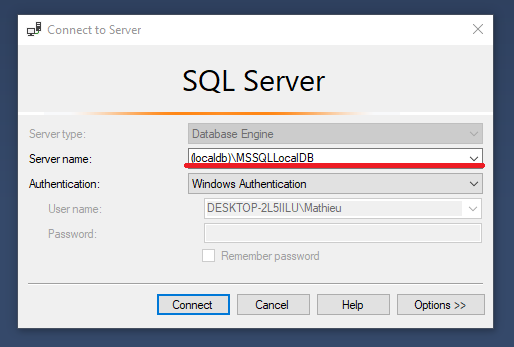 Connect to Server
SQL Server
Server type: Database Engine
Server name: (localdb)\MSSQLLocalDB
Authentication: Windows Authentication
User name: DESKTOP-2L5IILU\Mathieu
Password:
Remember password
Connect Cancel Help Options >>